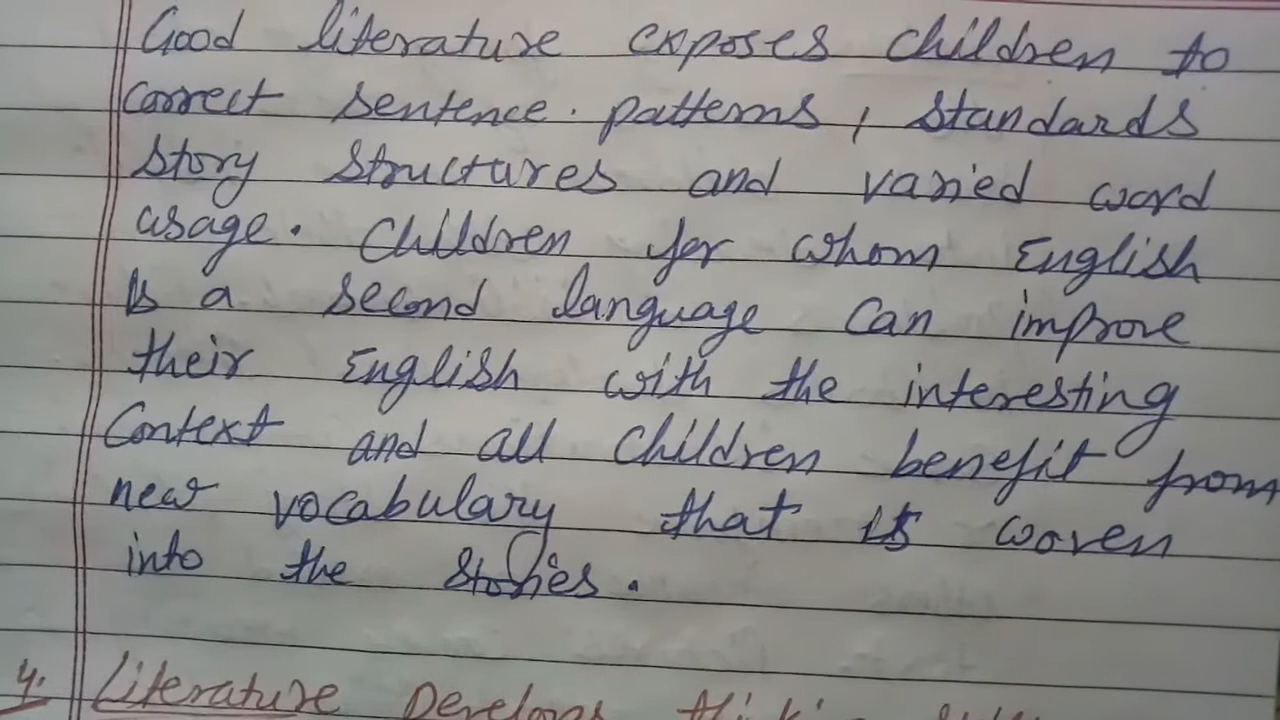 Good literature exposes children to
correct sentence. patterns, standards
story structures and varied word
usage. Children for whom English
is a second language can improve
their English with the interesting
Context and all children benefit from
new vocabulary that is woven
into the stories.
4. Literature Develops thinking